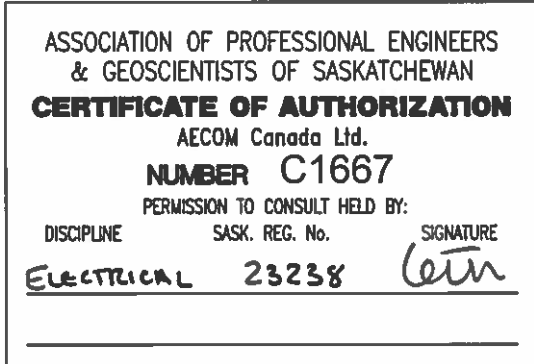 ASSOCIATION OF PROFESSIONAL ENGINEERS
& GEOSCIENTISTS OF SASKATCHEWAN
CERTIFICATE OF AUTHORIZATION
AECOM Canada Ltd.
NUMBER C1667
PERMISSION TO CONSULT HELD BY:
DISCIPLINE SASK. REG. No. SIGNATURE
ELECTRICAL 23238